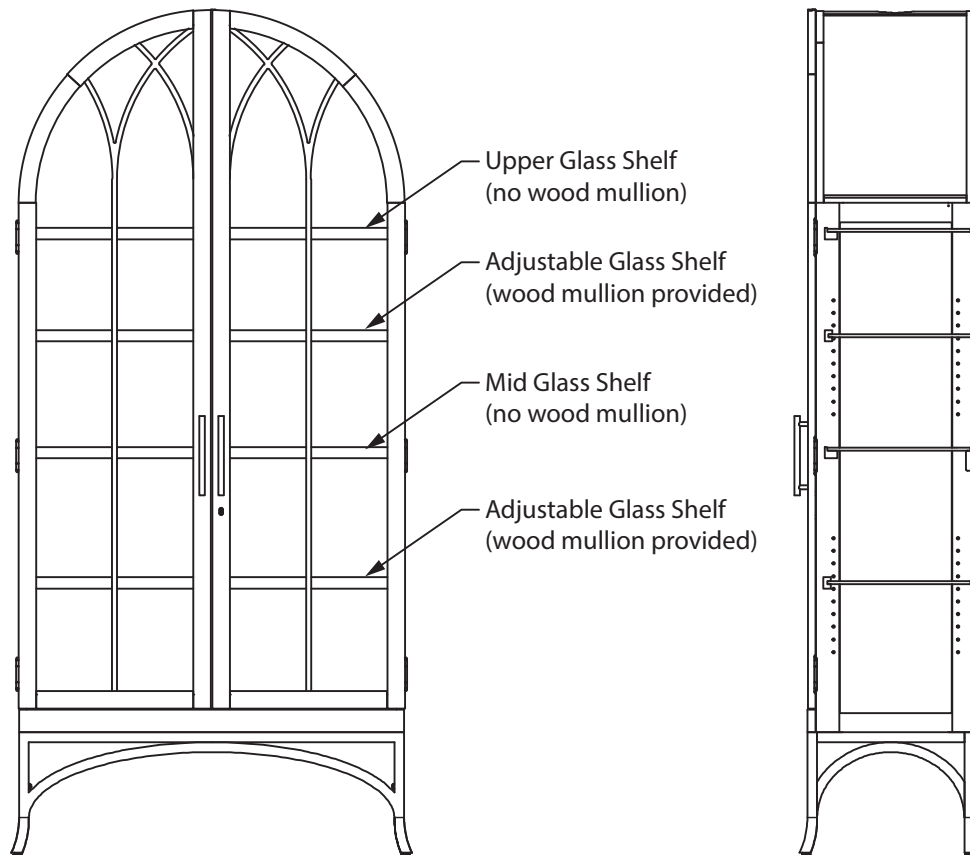 Upper Glass Shelf
(no wood mullion)
Adjustable Glass Shelf
(wood mullion provided)
Mid Glass Shelf
(no wood mullion)
Adjustable Glass Shelf
(wood mullion provided)